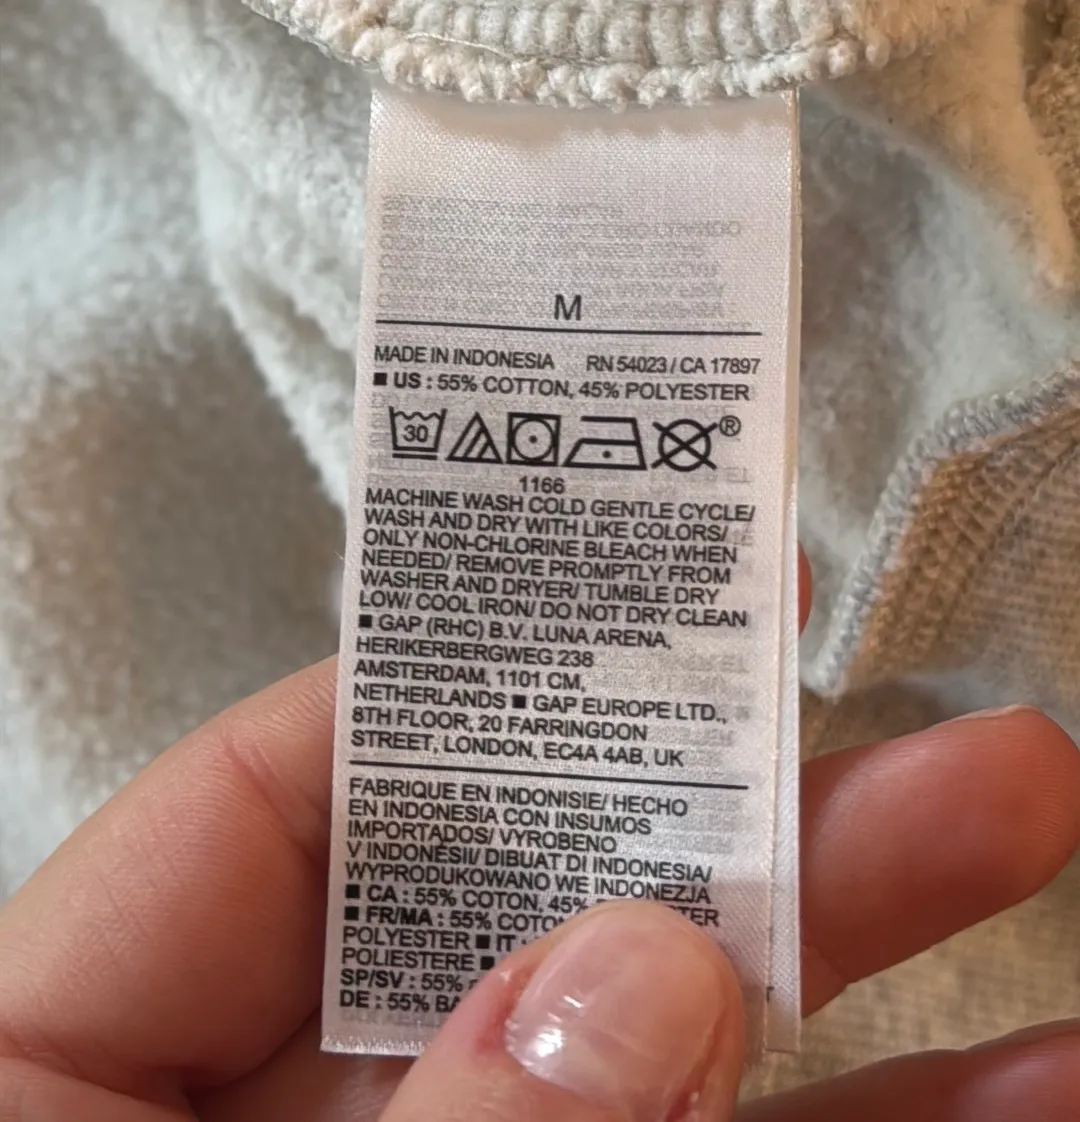 M
MADE IN INDONESIA RN 54023 / CA 17897
■ US : 55% COTTON, 45% POLYESTER
30 ®
1166
MACHINE WASH COLD GENTLE CYCLE/
WASH AND DRY WITH LIKE COLORS/
ONLY NON-CHLORINE BLEACH WHEN
NEEDED/ REMOVE PROMPTLY FROM
WASHER AND DRYER/ TUMBLE DRY
LOW/ COOL IRON/ DO NOT DRY CLEAN
■ GAP (RHC) B.V. LUNA ARENA,
HERIKERBERGWEG 238
AMSTERDAM, 1101 CM,
NETHERLANDS ■ GAP EUROPE LTD.,
8TH FLOOR, 20 FARRINGDON
STREET, LONDON, EC4A 4AB, UK
FABRIQUE EN INDONISIE/ HECHO
EN INDONESIA CON INSUMOS
IMPORTADOS/ VYROBENO
V INDONÉSII/ DIBUAT DI INDONESIA/
WYPRODUKOWANO WE INDONEZJA
■ CA : 55% COTON, 45%
■ FR/MA : 55%
POLYESTER ■ IT
POLIESTERE ■
SP/SV : 55%
DE : 55%